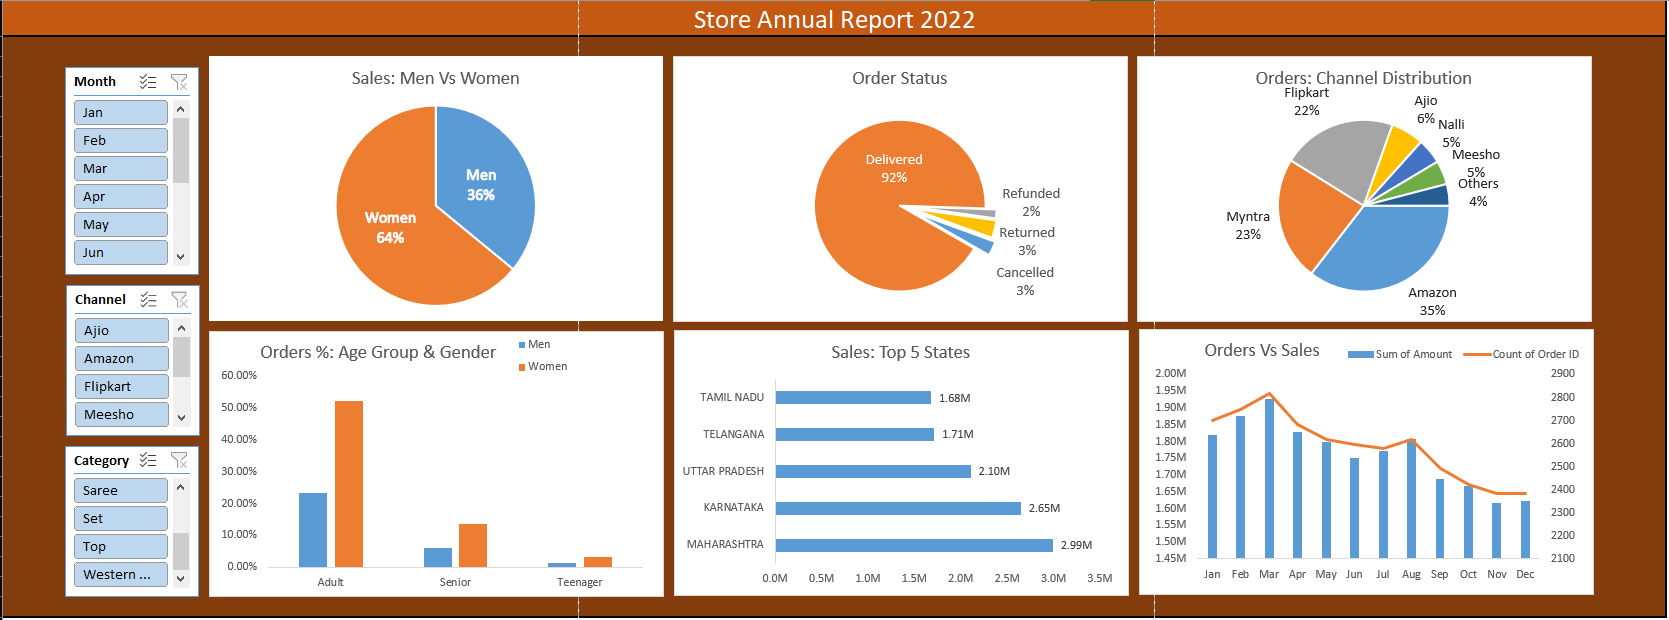 Store Annual Report 2022
Month
Jan
Feb
Mar
Apr
May
Jun
Channel
Ajio
Amazon
Flipkart
Meesho
Category
Saree
Set
Top
Western ...
Sales: Men Vs Women
Men
36%
Women
64%
Order Status
Delivered
92%
Refunded
2%
Returned
3%
Cancelled
3%
Orders: Channel Distribution
Flipkart
22%
Ajio
6%
Nalli
5%
Meesho
5%
Others
4%
Myntra
23%
Amazon
35%
Orders %: Age Group & Gender
Men
Women
60.00%
50.00%
40.00%
30.00%
20.00%
10.00%
0.00%
Adult Senior Teenager
Sales: Top 5 States
TAMIL NADU 1.68M
TELANGANA 1.71M
UTTAR PRADESH 2.10M
KARNATAKA 2.65M
MAHARASHTRA 2.99M
0.0M 0.5M 1.0M 1.5M 2.0M 2.5M 3.0M 3.5M
Orders Vs Sales
Sum of Amount Count of Order ID
2.00M 2900
1.95M 2800
1.90M 2700
1.85M 2600
1.80M 2500
1.75M 2400
1.70M 2300
1.65M 2200
1.60M 2100
1.55M
1.50M
1.45M
Jan Feb Mar Apr May Jun Jul Aug Sep Oct Nov Dec